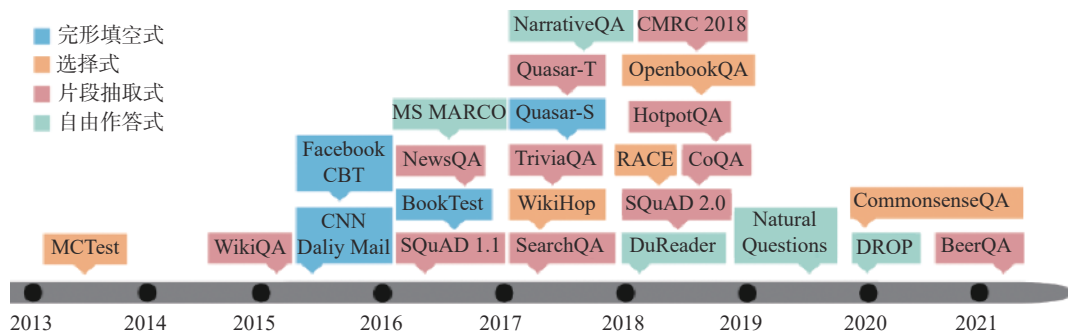 完形填空式
选择式
片段抽取式
自由作答式
NarrativeQA
CMRC 2018
Quasar-T
OpenbookQA
MS MARCO
Quasar-S
HotpotQA
Facebook
CBT
NewsQA
TriviaQA
RACE
CoQA
BookTest
WikiHop
SQuAD 2.0
CommonsenseQA
MCTest
WikiQA
CNN
Daliy Mail
SQuAD 1.1
SearchQA
DuReader
Natural
Questions
DROP
BeerQA
2013
2014
2015
2016
2017
2018
2019
2020
2021